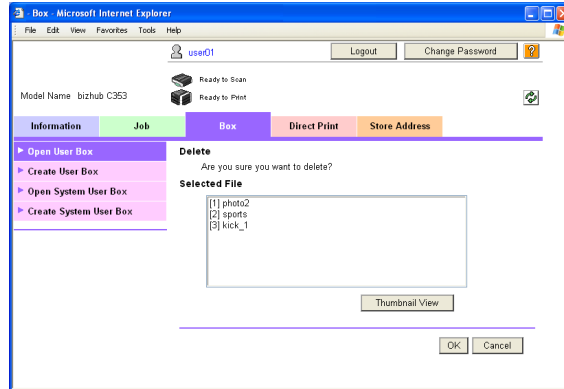 - Box - Microsoft Internet Explorer
File Edit View Favorites Tools Help
user01
Logout
Change Password
?
Ready to Scan
Model Name bizhub C353
Ready to Print
Information
Job
Box
Direct Print
Store Address
Open User Box
Create User Box
Open System User Box
Create System User Box
Delete
Are you sure you want to delete?
Selected File
[1] photo2
[2] sports
[3] kick_1
Thumbnail View
OK
Cancel